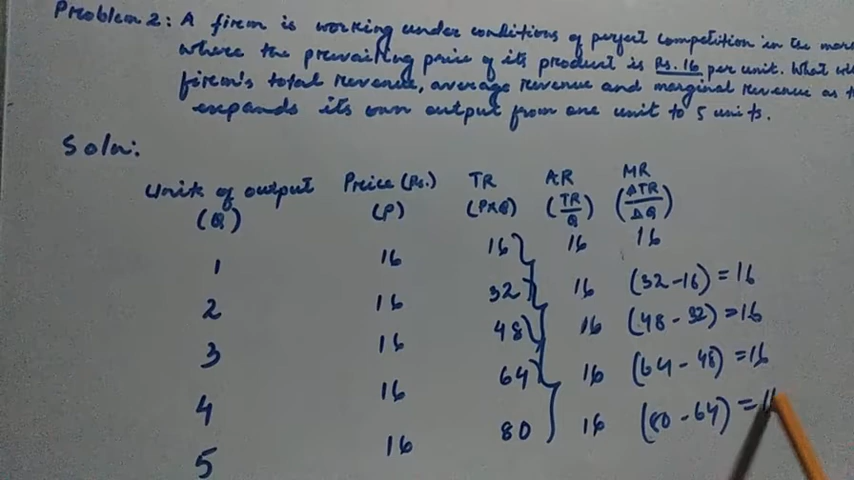 Problem 2: A firm is working under conditions of perfect competition in the
where the prevailing price of its product is Rs. 16 per unit. What
firm's total revenue, average revenue and marginal revenue as
expands its own output from one unit to 5 units.
Soln:
Units of output (Q) Price (Rs.) (P) TR (PxQ) AR (TR/Q) MR (ΔTR/ΔQ)
1 16 16 16 16
2 16 32 16 (32-16) = 16
3 16 48 16 (48 - 32) = 16
4 16 64 16 (64 - 48) = 16
5 16 80 16 (80 - 64) =